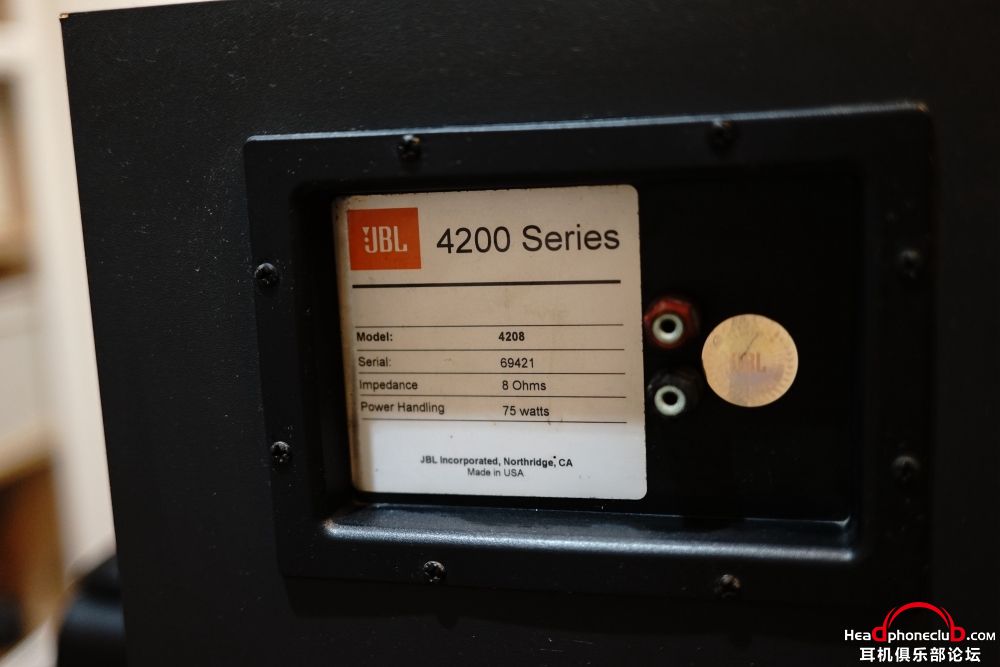 JBL
4200 Series
Model: 4208
Serial: 69421
Impedance 8 Ohms
Power Handling 75 watts
JBL Incorporated, Northridge, CA
Made in USA
JBL
Headphoneclub.com
耳机俱乐部论坛